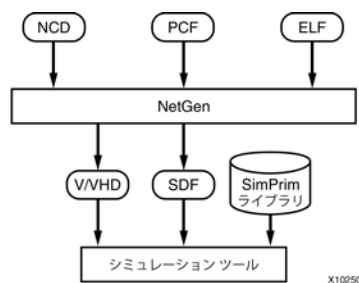 NCD
PCF
ELF
NetGen
V/VHD
SDF
SimPrim
ライブラリ
シミュレーション ツール
X10250